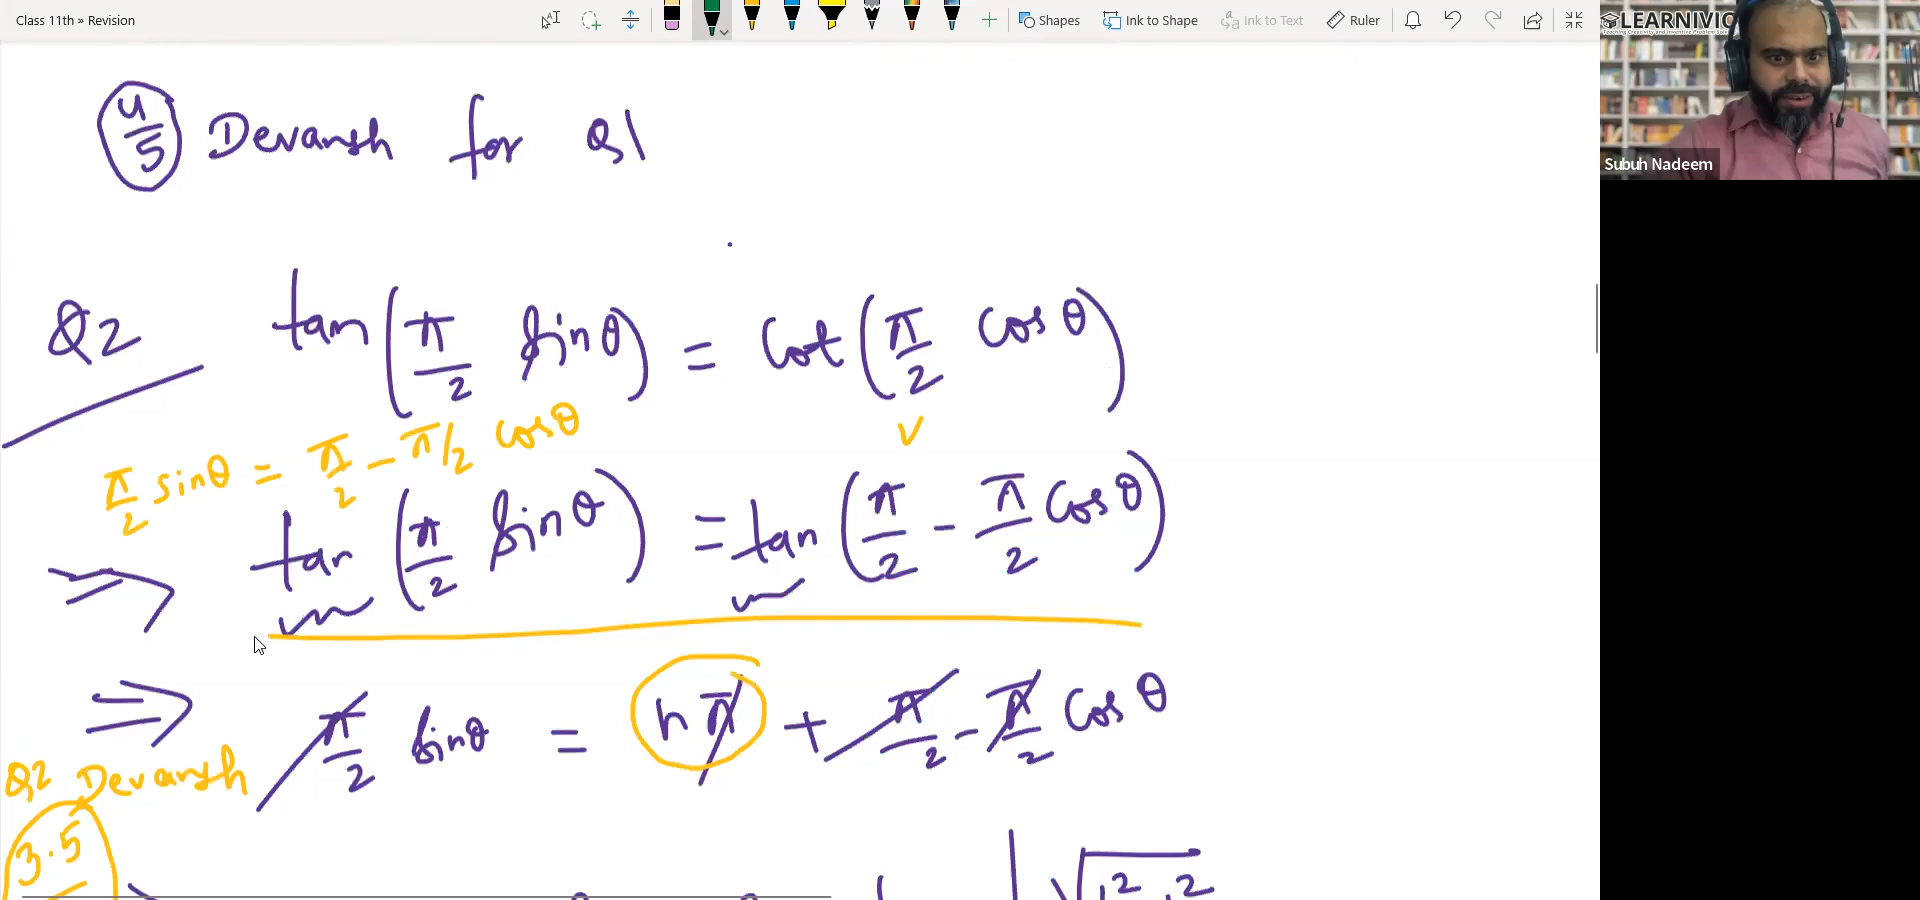 Class 11th » Revision
Shapes
Ink to Shape
Ink to Text
Ruler
LEARNIVIO
Subuh Nadeem
4/5 Devansh for Q1
Q2 tan(π/2 sinθ) = cot(π/2 cosθ)
π/2 sinθ = π/2 - π/2 cosθ
⇒ tan(π/2 sinθ) = tan(π/2 - π/2 cosθ)
⇒ π/2 sinθ = nπ + π/2 - π/2 cosθ
Q2 Devansh
3.5